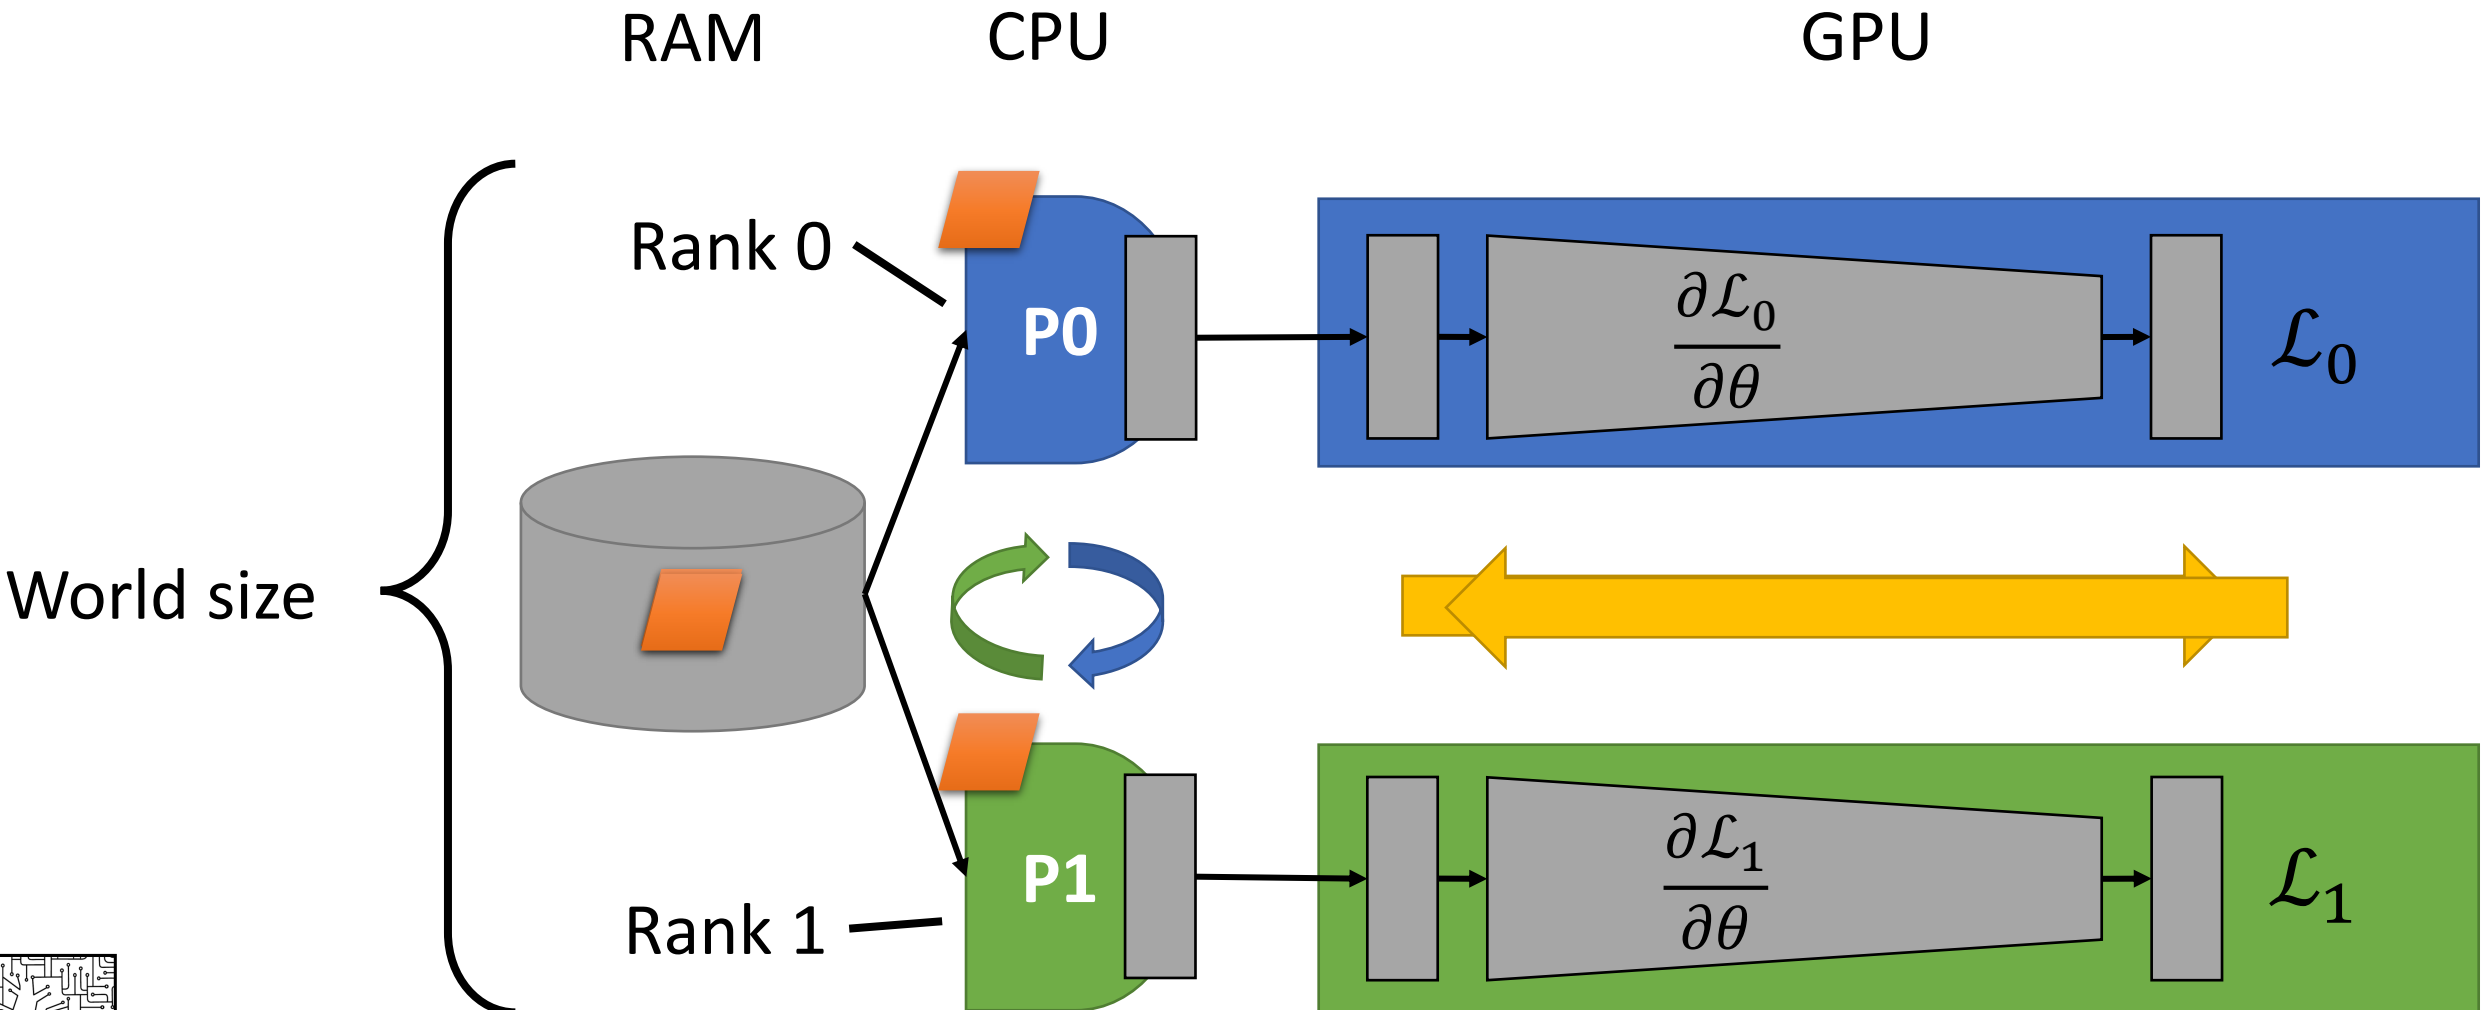 RAM
CPU
GPU
Rank 0
P0
∂ℒ₀
∂θ
ℒ₀
World size
P1
∂ℒ₁
∂θ
ℒ₁
Rank 1